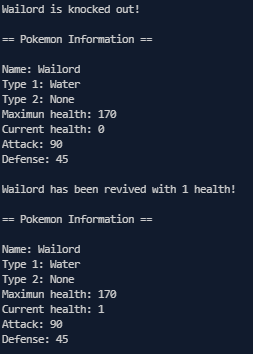 Wailord is knocked out!
== Pokemon Information ==
Name: Wailord
Type 1: Water
Type 2: None
Maximun health: 170
Current health: 0
Attack: 90
Defense: 45
Wailord has been revived with 1 health!
== Pokemon Information ==
Name: Wailord
Type 1: Water
Type 2: None
Maximun health: 170
Current health: 1
Attack: 90
Defense: 45